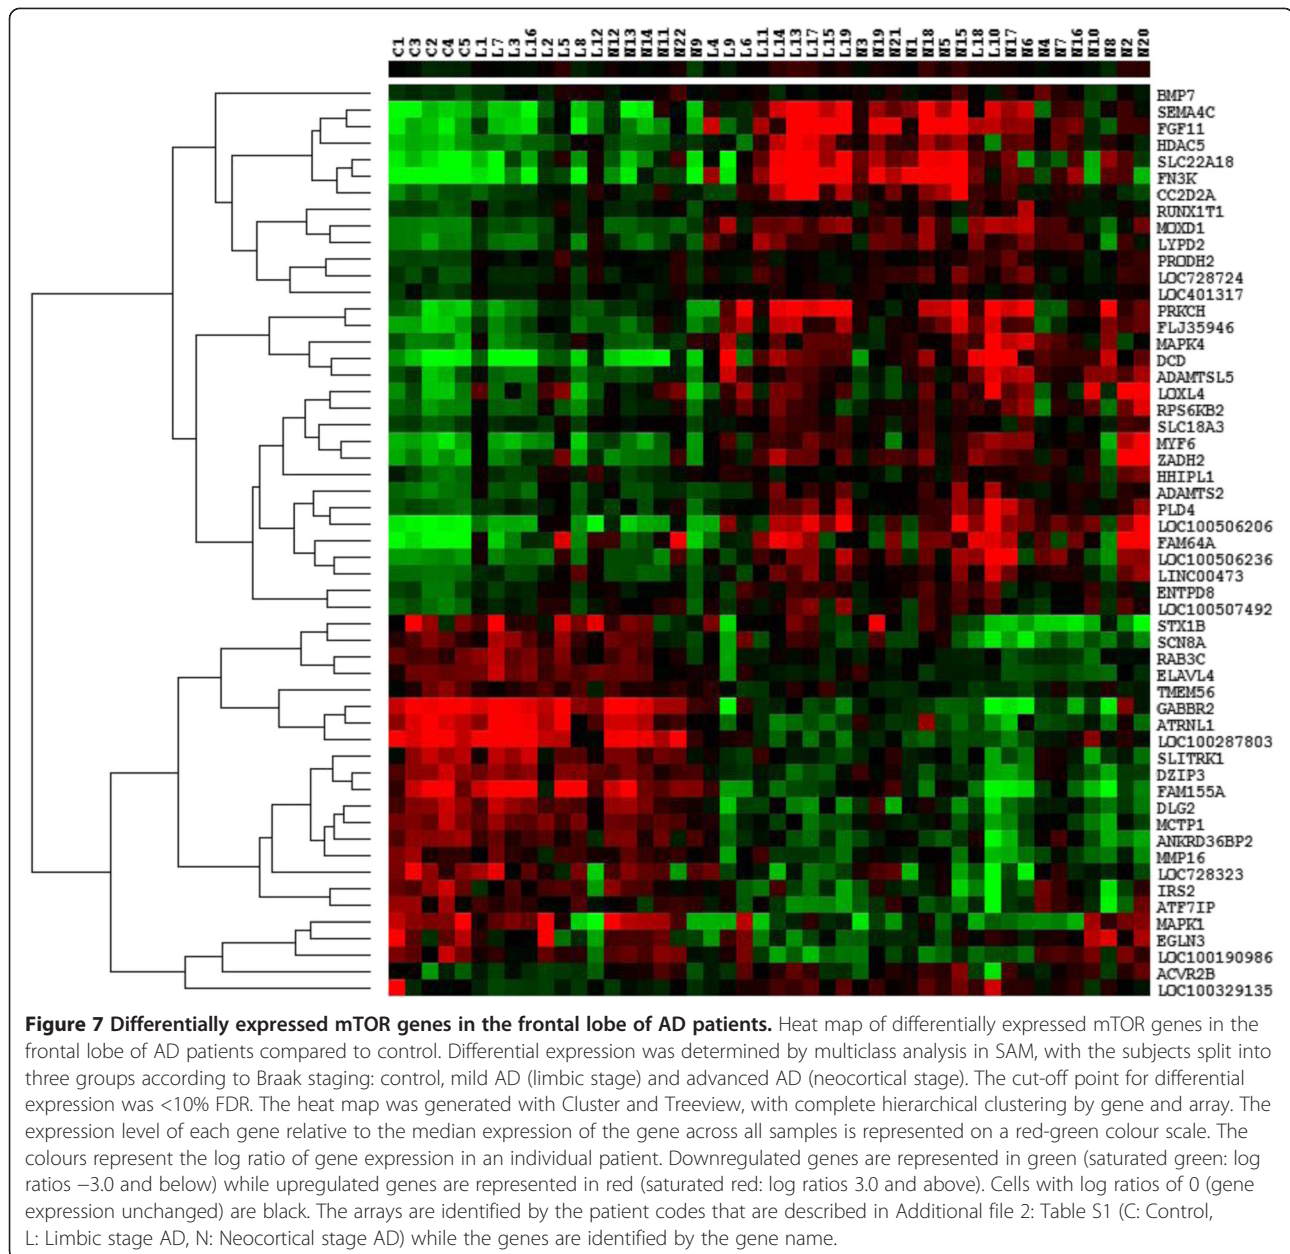 C1 C3 C2 C4 C5 L1 L7 L3 L16 L2 L5 L8 L12 N12 N13 N14 N11 N22 N9 L4 L9 L6 L11 L14 L13 L17 L15 L19 N3 N19 N21 N1 N18 N5 N15 L18 L10 N17 N6 N4 N7 N16 N10 N8 N2 N20
BMP7
SEMA4C
FGF11
HDAC5
SLC22A18
FN3K
CC2D2A
RUNX1T1
MOXD1
LYPD2
PRODH2
LOC728724
LOC401317
PRKCH
FLJ35946
MAPK4
DCD
ADAMTSL5
LOXL4
RPS6KB2
SLC18A3
MYF6
ZADH2
HHIPL1
ADAMTS2
PLD4
LOC100506206
FAM64A
LOC100506236
LINC00473
ENTPD8
LOC100507492
STX1B
SCN8A
RAB3C
ELAVL4
TMEM56
GABBR2
ATRNL1
LOC100287803
SLITRK1
DZIP3
FAM155A
DLG2
MCTP1
ANKRD36BP2
MMP16
LOC728323
IRS2
ATF7IP
MAPK1
EGLN3
LOC100190986
ACVR2B
LOC100329135
Figure 7 Differentially expressed mTOR genes in the frontal lobe of AD patients. Heat map of differentially expressed mTOR genes in the
frontal lobe of AD patients compared to control. Differential expression was determined by multiclass analysis in SAM, with the subjects split into
three groups according to Braak staging: control, mild AD (limbic stage) and advanced AD (neocortical stage). The cut-off point for differential
expression was <10% FDR. The heat map was generated with Cluster and Treeview, with complete hierarchical clustering by gene and array. The
expression level of each gene relative to the median expression of the gene across all samples is represented on a red-green colour scale. The
colours represent the log ratio of gene expression in an individual patient. Downregulated genes are represented in green (saturated green: log
ratios −3.0 and below) while upregulated genes are represented in red (saturated red: log ratios 3.0 and above). Cells with log ratios of 0 (gene
expression unchanged) are black. The arrays are identified by the patient codes that are described in Additional file 2: Table S1 (C: Control,
L: Limbic stage AD, N: Neocortical stage AD) while the genes are identified by the gene name.